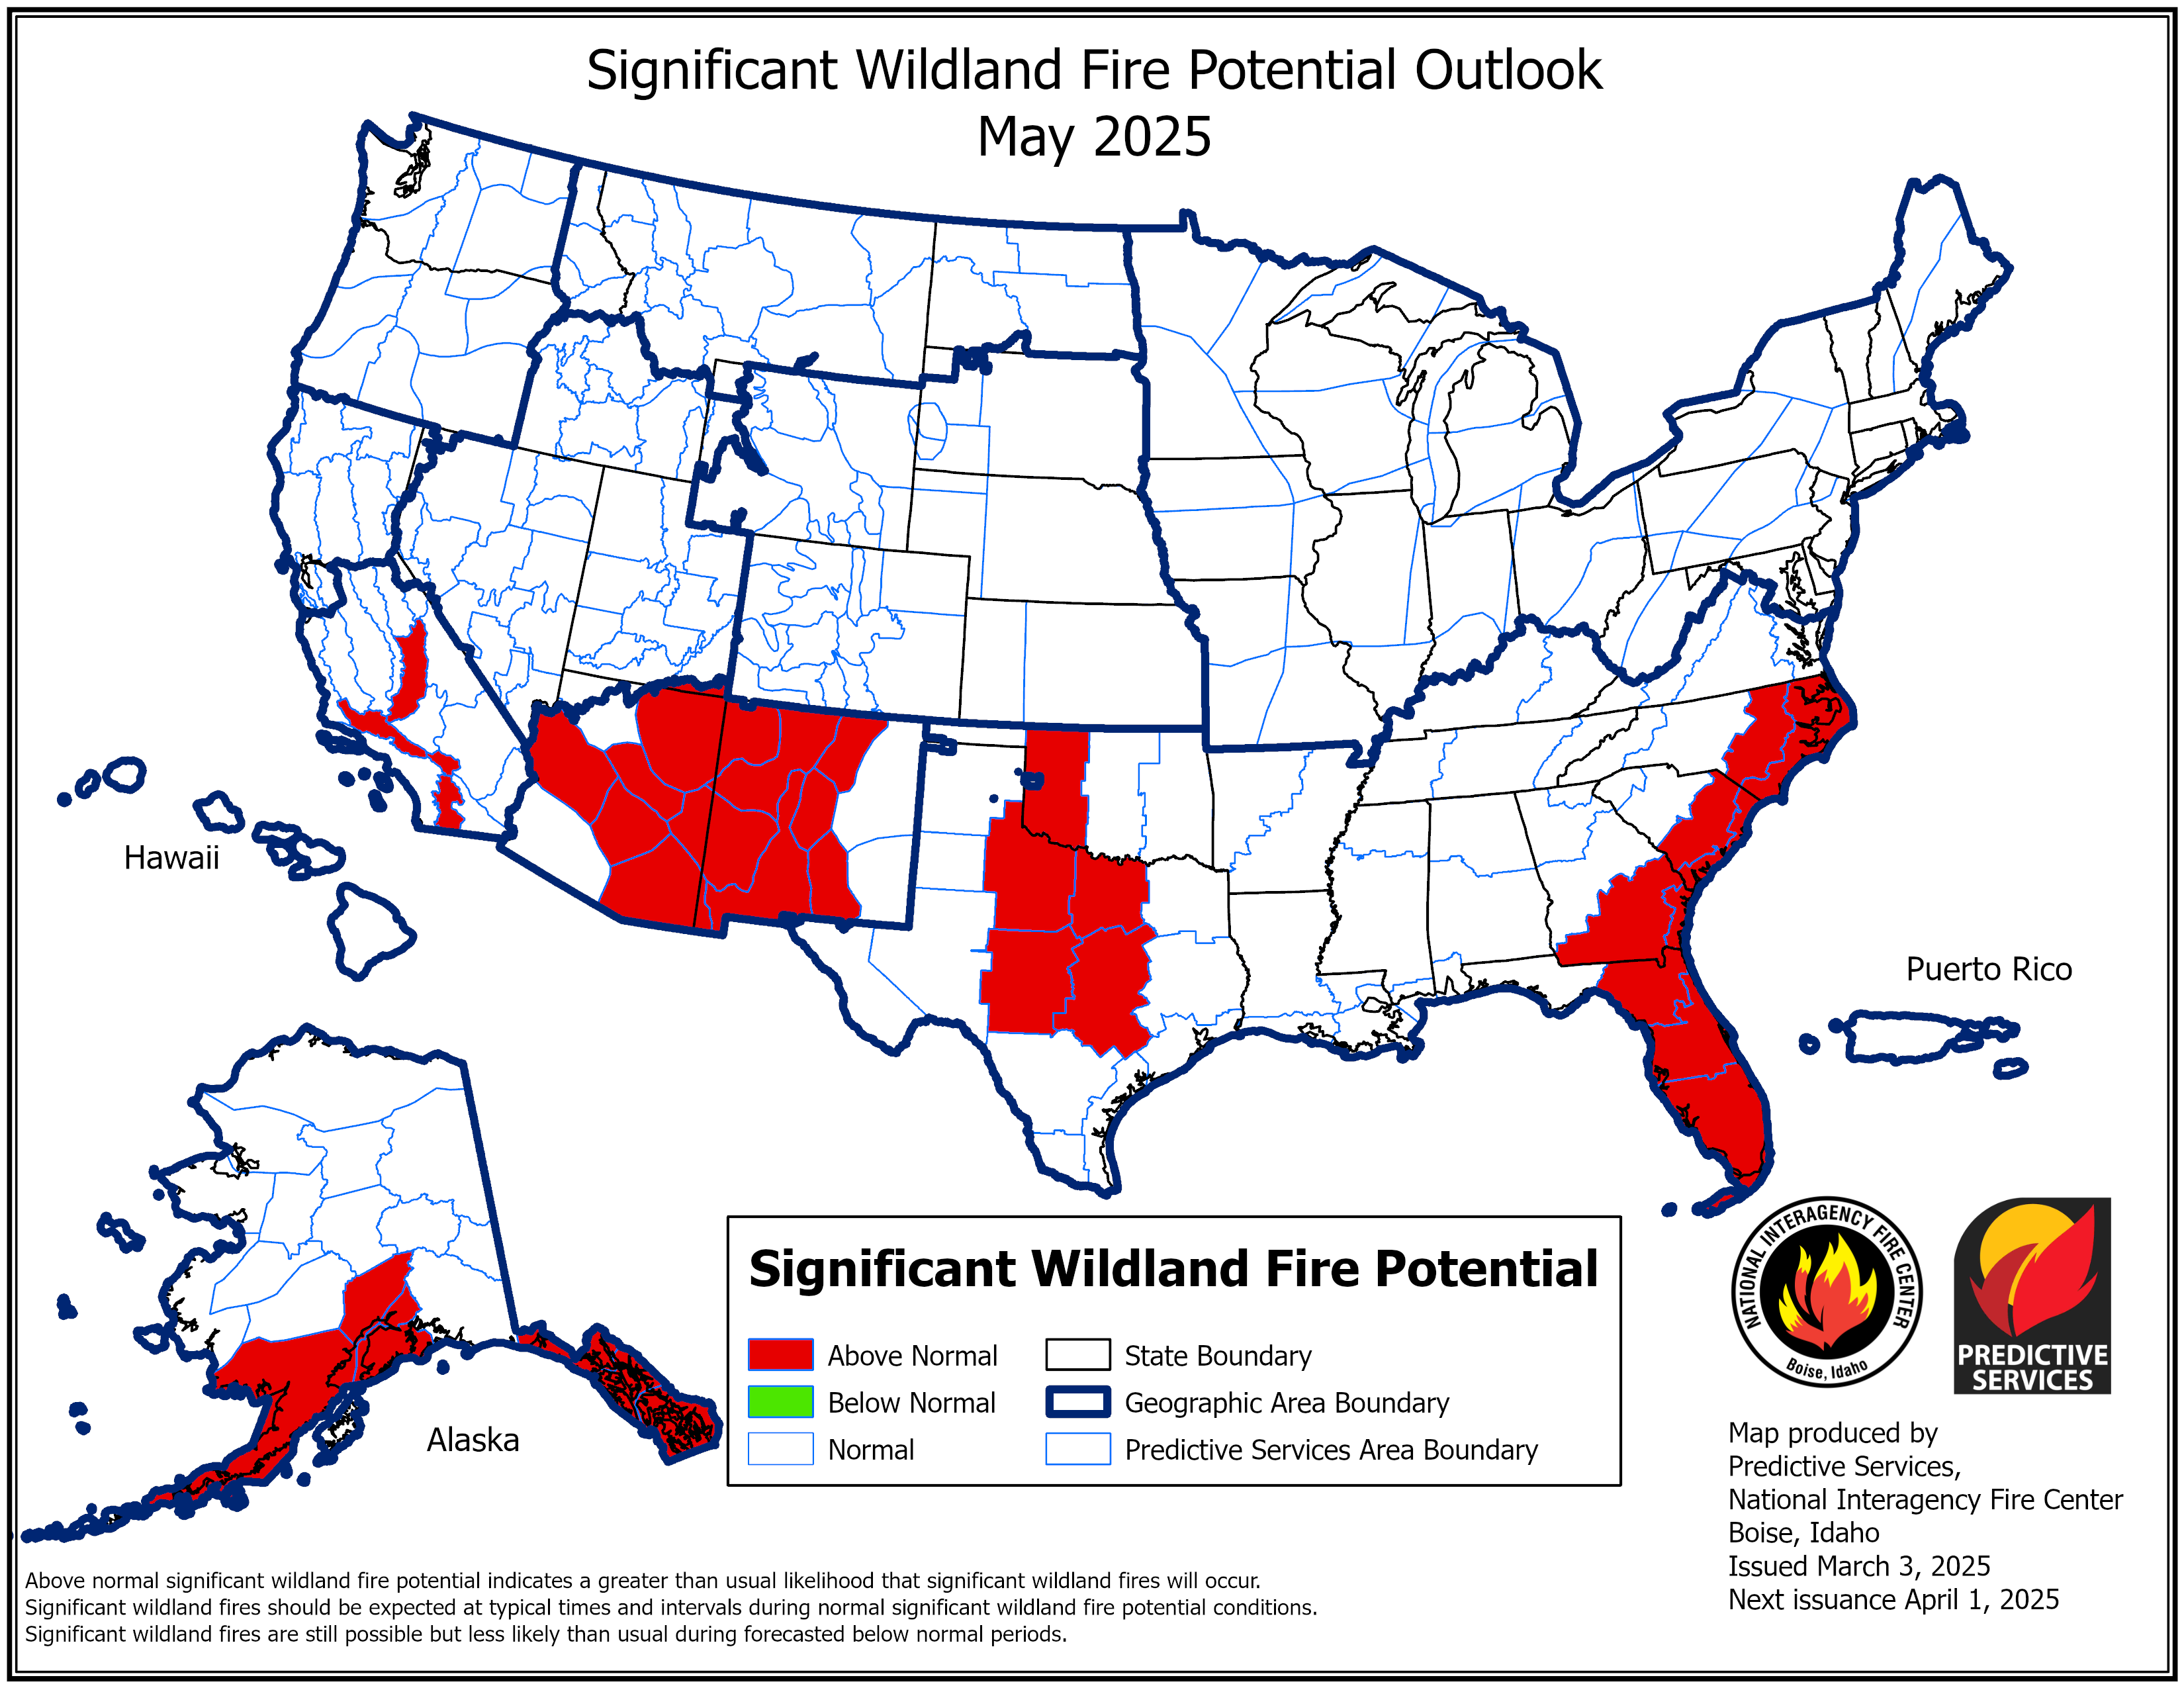 Significant Wildland Fire Potential Outlook
May 2025
Hawaii
Puerto Rico
Alaska
Significant Wildland Fire Potential
Above Normal
Below Normal
Normal
State Boundary
Geographic Area Boundary
Predictive Services Area Boundary
NATIONAL INTERAGENCY FIRE CENTER
Boise, Idaho
PREDICTIVE
SERVICES
Map produced by
Predictive Services,
National Interagency Fire Center
Boise, Idaho
Issued March 3, 2025
Next issuance April 1, 2025
Above normal significant wildland fire potential indicates a greater than usual likelihood that significant wildland fires will occur.
Significant wildland fires should be expected at typical times and intervals during normal significant wildland fire potential conditions.
Significant wildland fires are still possible but less likely than usual during forecasted below normal periods.